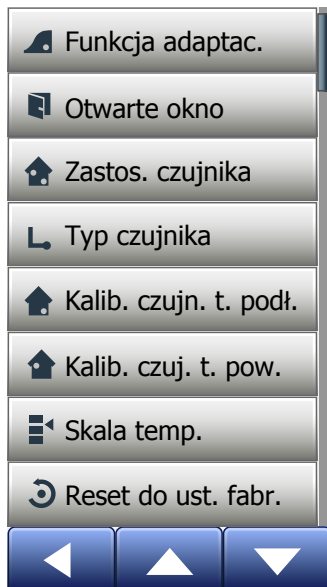 Funkcja adaptac.
Otwarte okno
Zastos. czujnika
Typ czujnika
Kalib. czujn. t. podł.
Kalib. czuj. t. pow.
Skala temp.
Reset do ust. fabr.